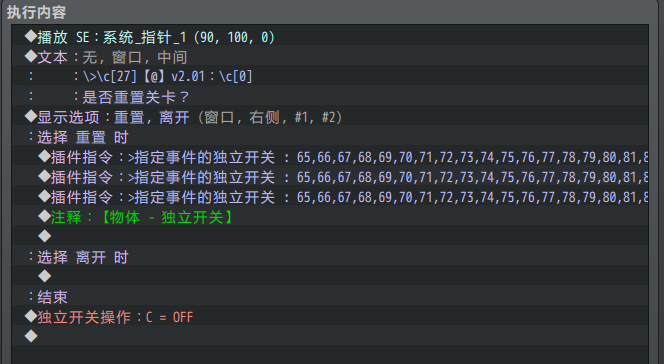 执行内容
◆播放 SE：系统_指针_1 (90, 100, 0)
◆文本：无, 窗口, 中间
：　　：\>\c[27]【@】v2.01：\c[0]
：　　：是否重置关卡？
◆显示选项：重置, 离开 (窗口, 右侧, #1, #2)
：选择 重置 时
◆插件指令：>指定事件的独立开关 : 65,66,67,68,69,70,71,72,73,74,75,76,77,78,79,80,81,8
◆插件指令：>指定事件的独立开关 : 65,66,67,68,69,70,71,72,73,74,75,76,77,78,79,80,81,8
◆插件指令：>指定事件的独立开关 : 65,66,67,68,69,70,71,72,73,74,75,76,77,78,79,80,81,8
◆注释：【物体 - 独立开关】
◆
：选择 离开 时
◆
：结束
◆独立开关操作：C = OFF
◆